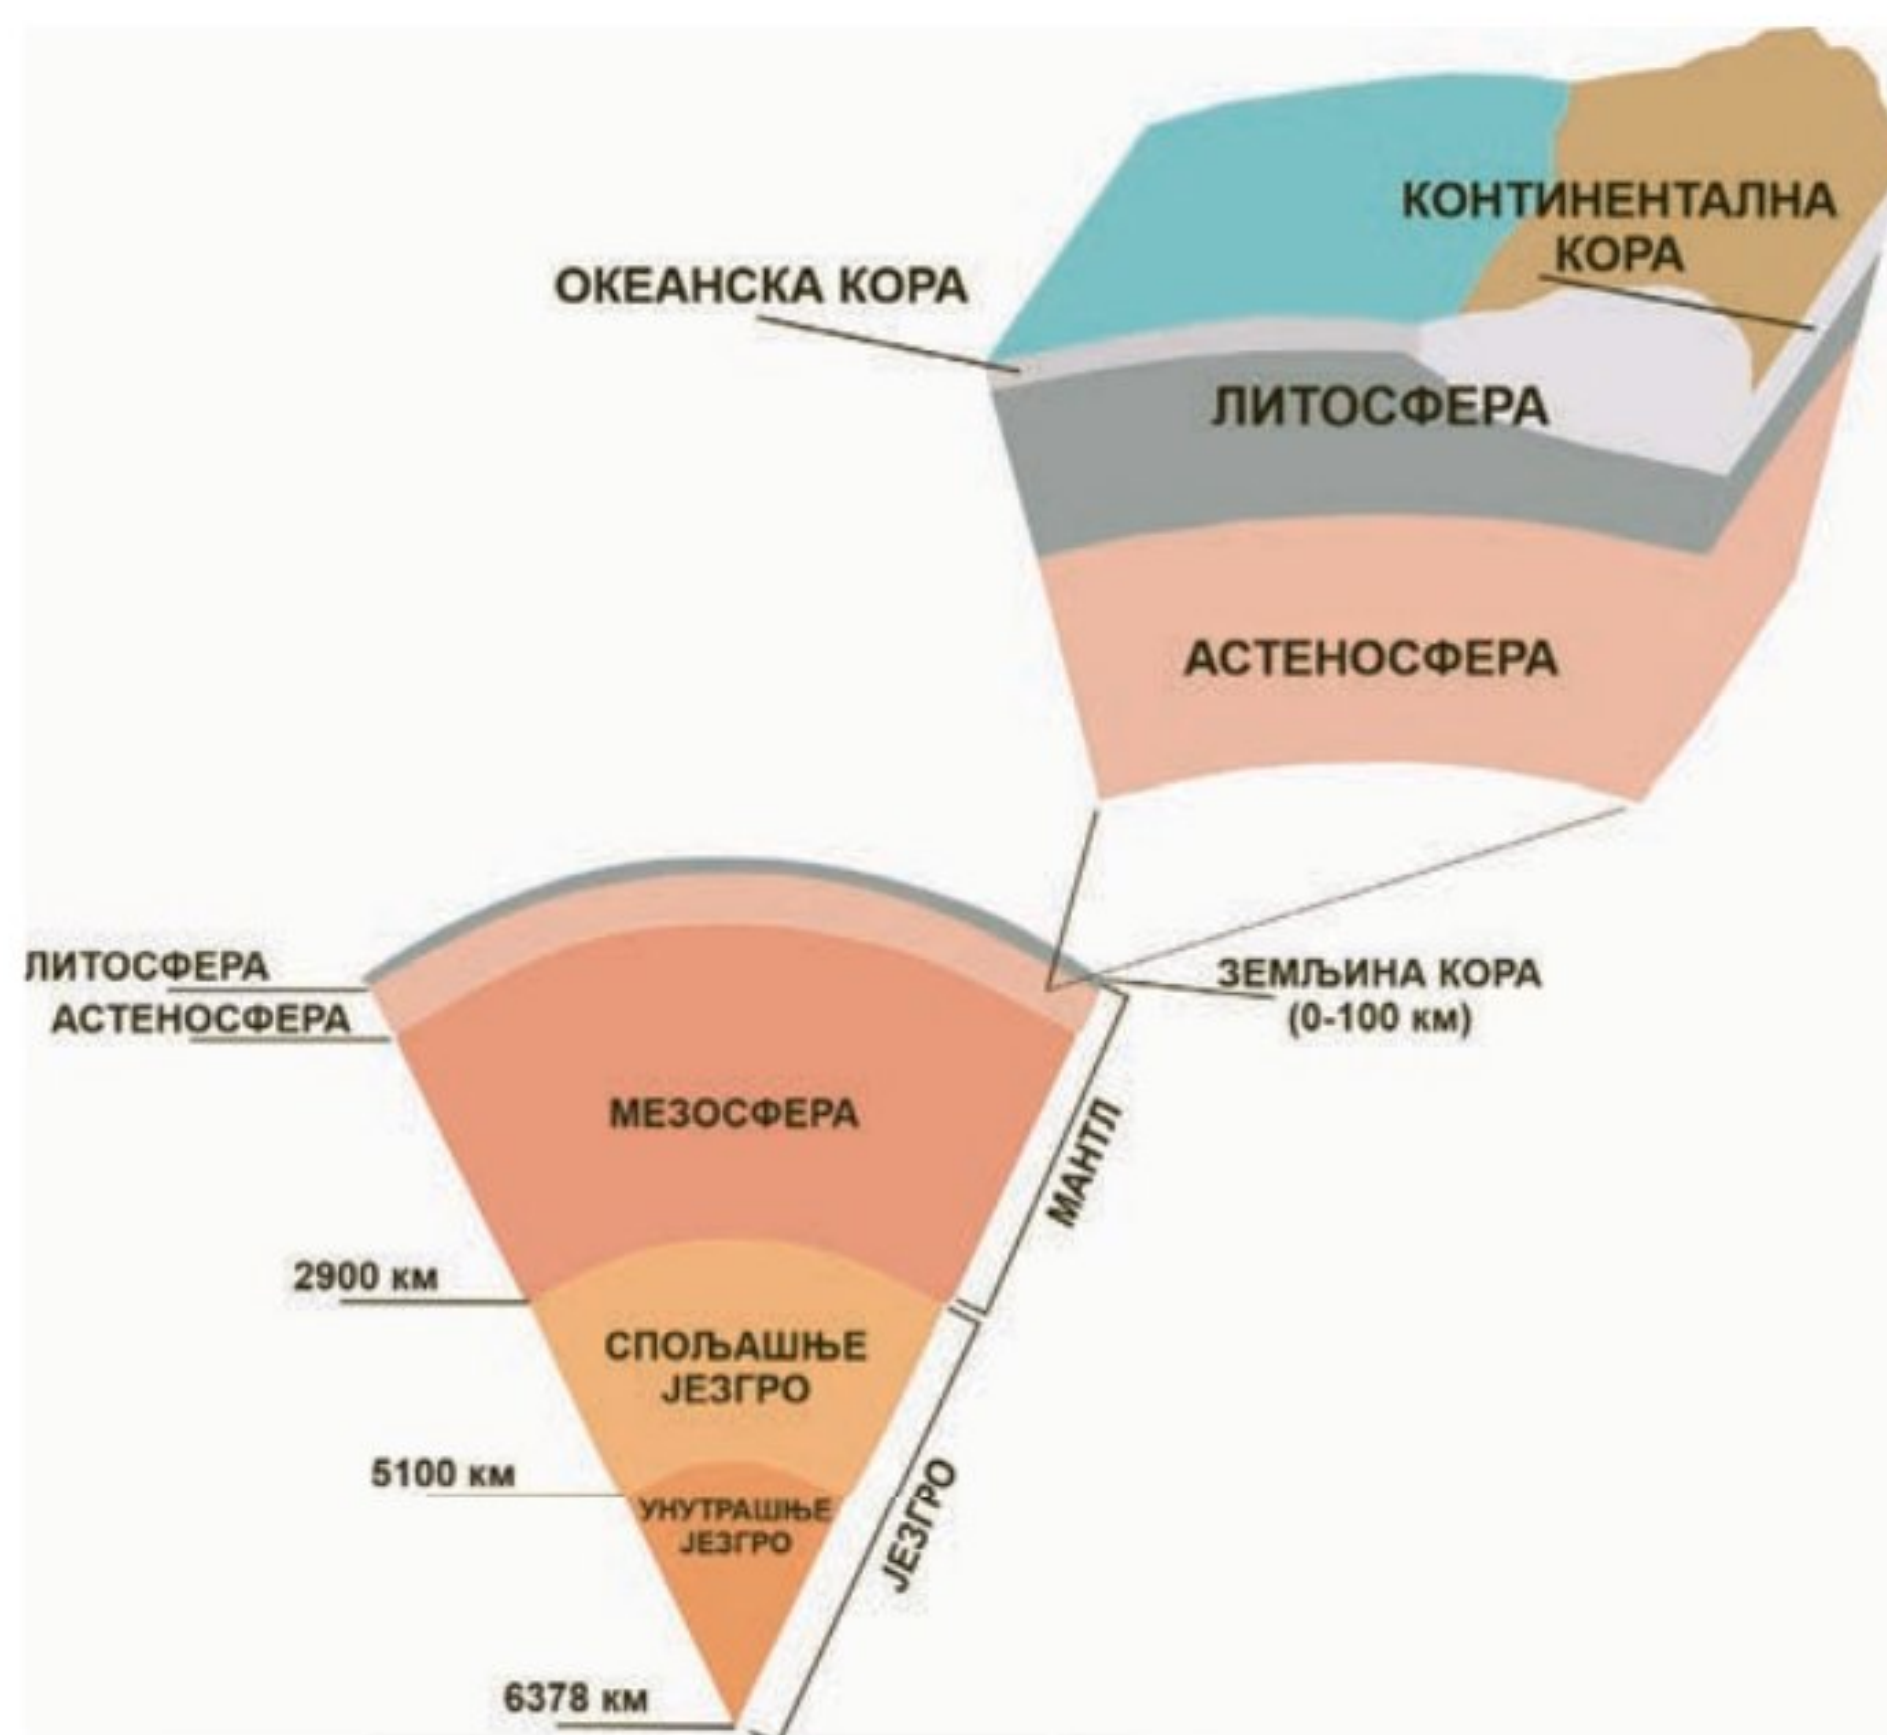 КОНТИНЕНТАЛНА
КОРА
ОКЕАНСКА КОРА
ЛИТОСФЕРА
АСТЕНОСФЕРА
ЛИТОСФЕРА
АСТЕНОСФЕРА
ЗЕМЉИНА КОРА
(0-100 км)
МЕЗОСФЕРА
МАНТЛ
2900 км
СПОЉАШЊЕ
ЈЕЗГРО
5100 км
УНУТРАШЊЕ
ЈЕЗГРО
ЈЕЗГРО
6378 км